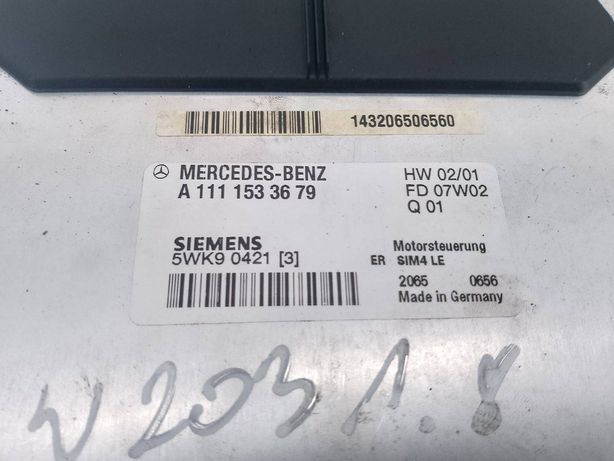 143206506560
MERCEDES-BENZ
A 111 153 36 79
HW 02/01
FD 07W02
Q 01
SIEMENS
5WK9 0421 [3]
Motorsteuerung
ER SIM4 LE
2065 0656
Made in Germany
W203 1.8